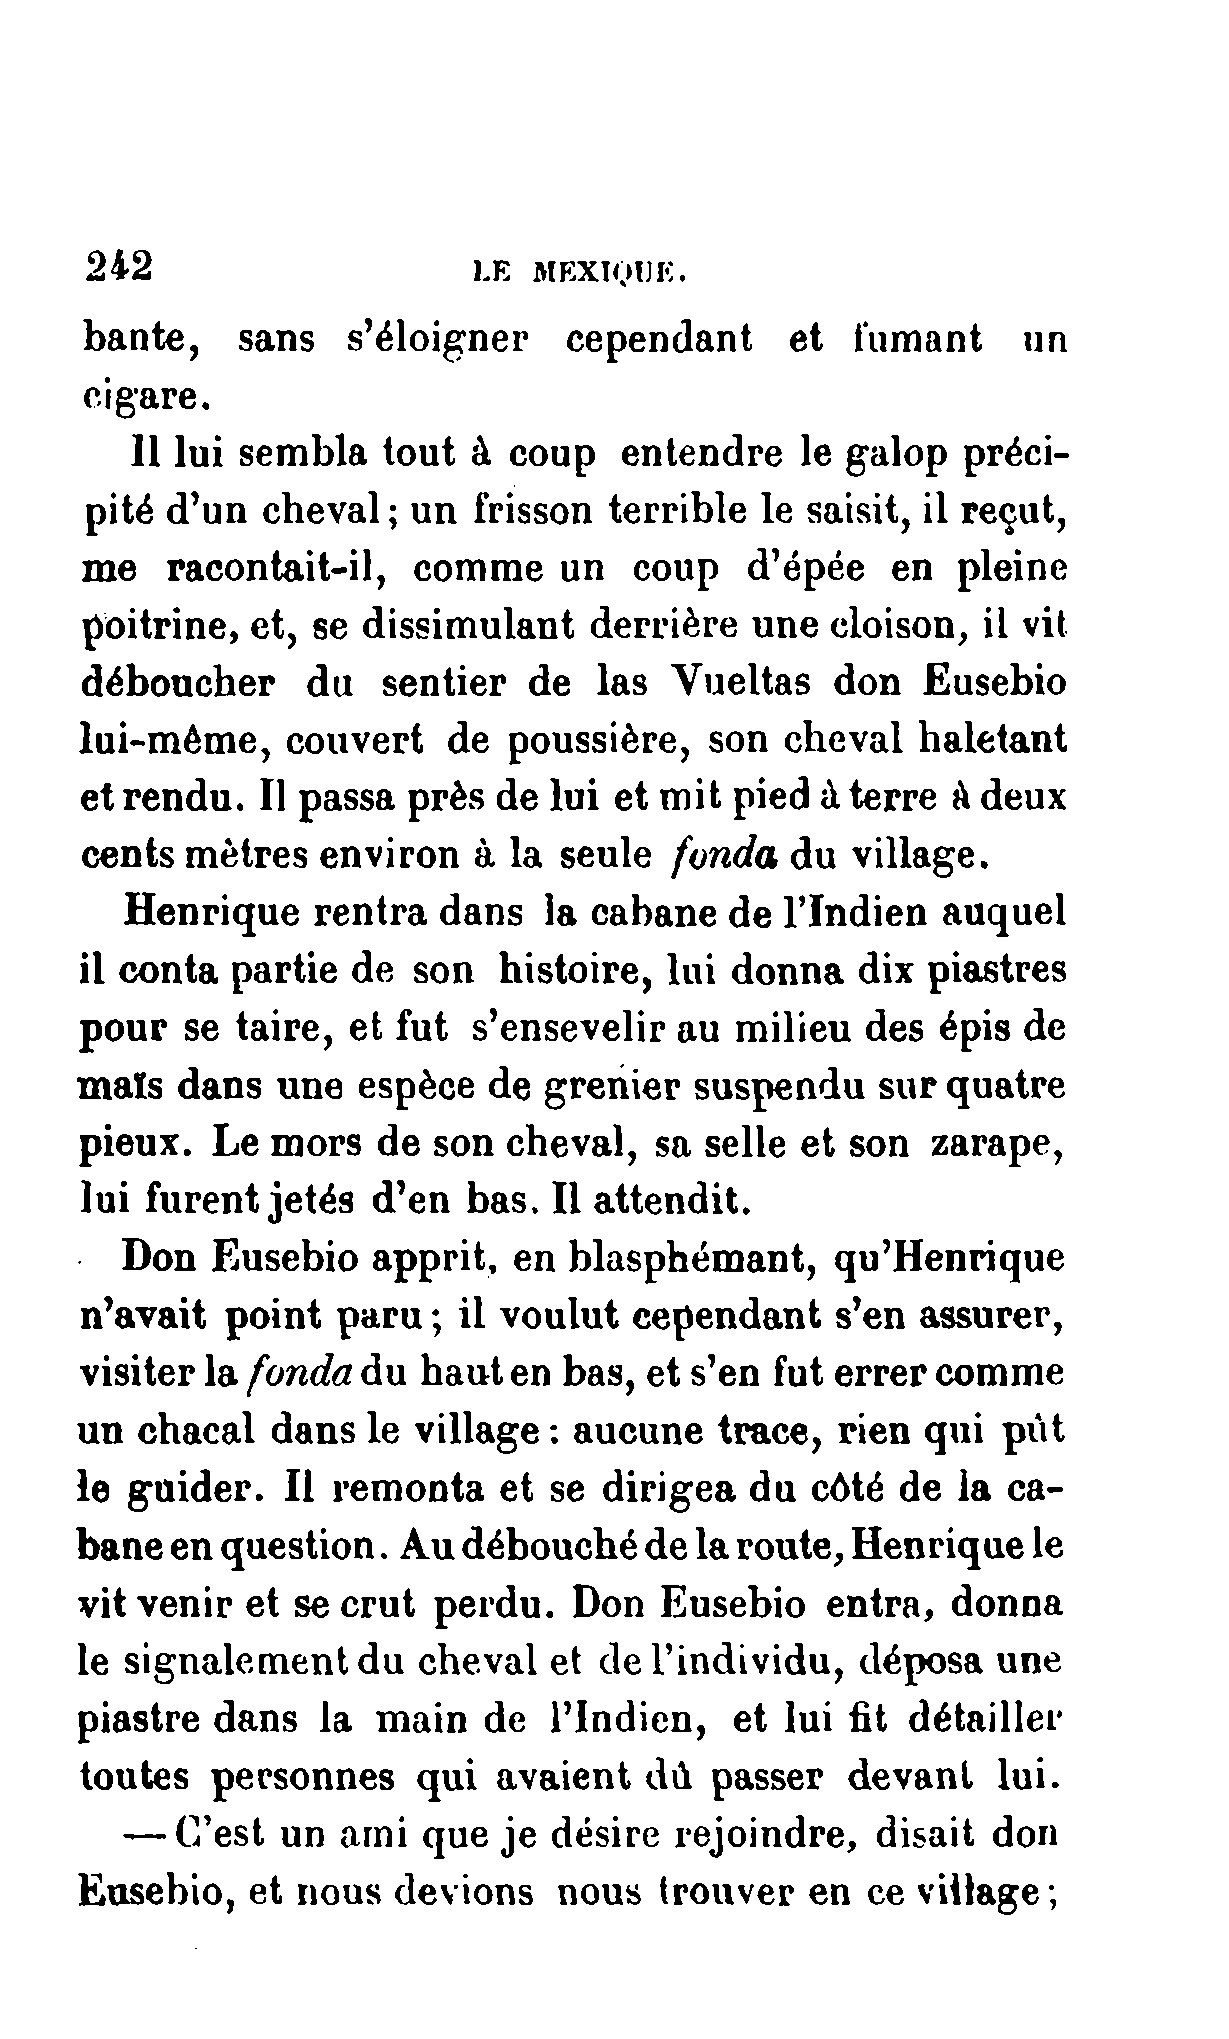 242 LE MEXIQUE.
bante, sans s'éloigner cependant et fumant un
cigare.
Il lui sembla tout à coup entendre le galop préci-
pité d'un cheval; un frisson terrible le saisit, il reçut,
me racontait-il, comme un coup d'épée en pleine
poitrine, et, se dissimulant derrière une cloison, il vit
déboucher du sentier de las Vueltas don Eusebio
lui-même, couvert de poussière, son cheval haletant
et rendu. Il passa près de lui et mit pied à terre à deux
cents mètres environ à la seule fonda du village.
Henrique rentra dans la cabane de l'Indien auquel
il conta partie de son histoire, lui donna dix piastres
pour se taire, et fut s'ensevelir au milieu des épis de
maïs dans une espèce de grenier suspendu sur quatre
pieux. Le mors de son cheval, sa selle et son zarape,
lui furent jetés d'en bas. Il attendit.
Don Eusebio apprit, en blasphémant, qu'Henrique
n'avait point paru; il voulut cependant s'en assurer,
visiter la fonda du haut en bas, et s'en fut errer comme
un chacal dans le village: aucune trace, rien qui pût
le guider. Il remonta et se dirigea du côté de la ca-
bane en question. Au débouché de la route, Henrique le
vit venir et se crut perdu. Don Eusebio entra, donna
le signalement du cheval et de l'individu, déposa une
piastre dans la main de l'Indien, et lui fit détailler
toutes personnes qui avaient dû passer devant lui.
— C'est un ami que je désire rejoindre, disait don
Eusebio, et nous devions nous trouver en ce village;